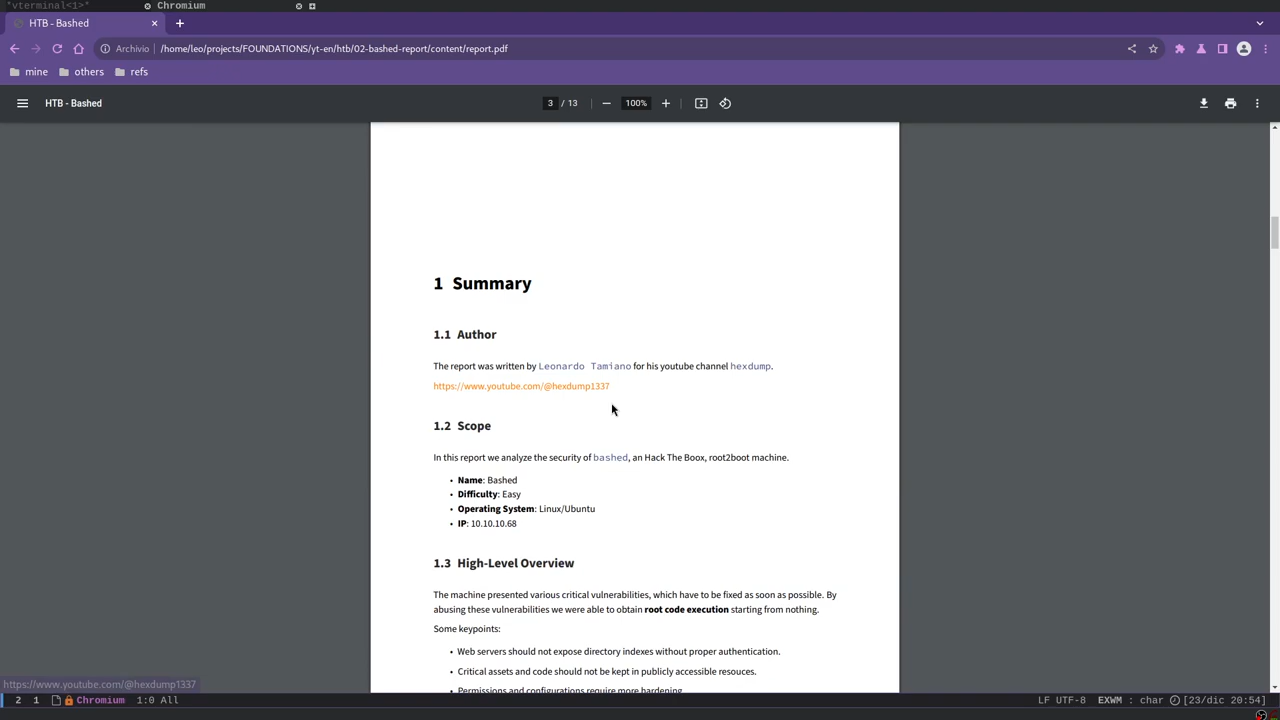 *vterminal<1>* Chromium
HTB - Bashed
Archivio /home/leo/projects/FOUNDATIONS/yt-en/htb/02-bashed-report/content/report.pdf
mine others refs
HTB - Bashed 3 / 13 100%
1 Summary
1.1 Author
The report was written by Leonardo Tamiano for his youtube channel hexdump.
https://www.youtube.com/@hexdump1337
1.2 Scope
In this report we analyze the security of bashed, an Hack The Boox, root2boot machine.
• Name: Bashed
• Difficulty: Easy
• Operating System: Linux/Ubuntu
• IP: 10.10.10.68
1.3 High-Level Overview
The machine presented various critical vulnerabilities, which have to be fixed as soon as possible. By
abusing these vulnerabilities we were able to obtain root code execution starting from nothing.
Some keypoints:
• Web servers should not expose directory indexes without proper authentication.
• Critical assets and code should not be kept in publicly accessible resouces.
• Permissions and configurations require more hardening.
https://www.youtube.com/@hexdump1337
2 1 Chromium 1:0 All LF UTF-8 EXWM : char [23/dic 20:54]